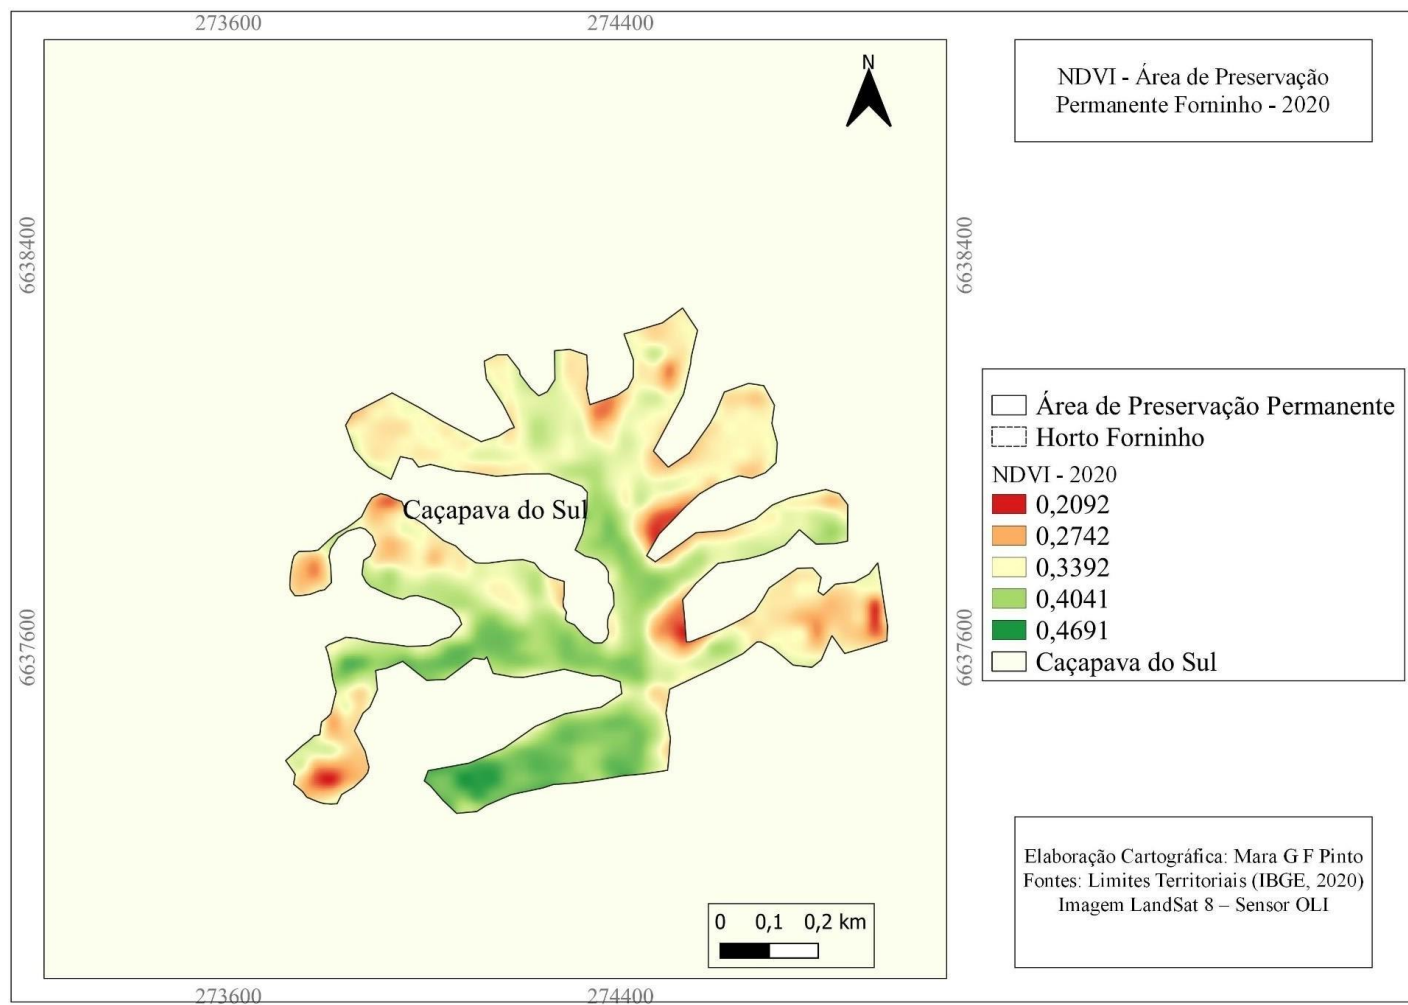 273600
274400
N
NDVI - Área de Preservação
Permanente Forninho - 2020
6638400
6638400
Área de Preservação Permanente
Horto Forninho
NDVI - 2020
0,2092
0,2742
0,3392
0,4041
0,4691
Caçapava do Sul
Caçapava do Sul
6637600
6637600
Elaboração Cartográfica: Mara G F Pinto
Fontes: Limites Territoriais (IBGE, 2020)
Imagem LandSat 8 – Sensor OLI
0 0,1 0,2 km
273600
274400